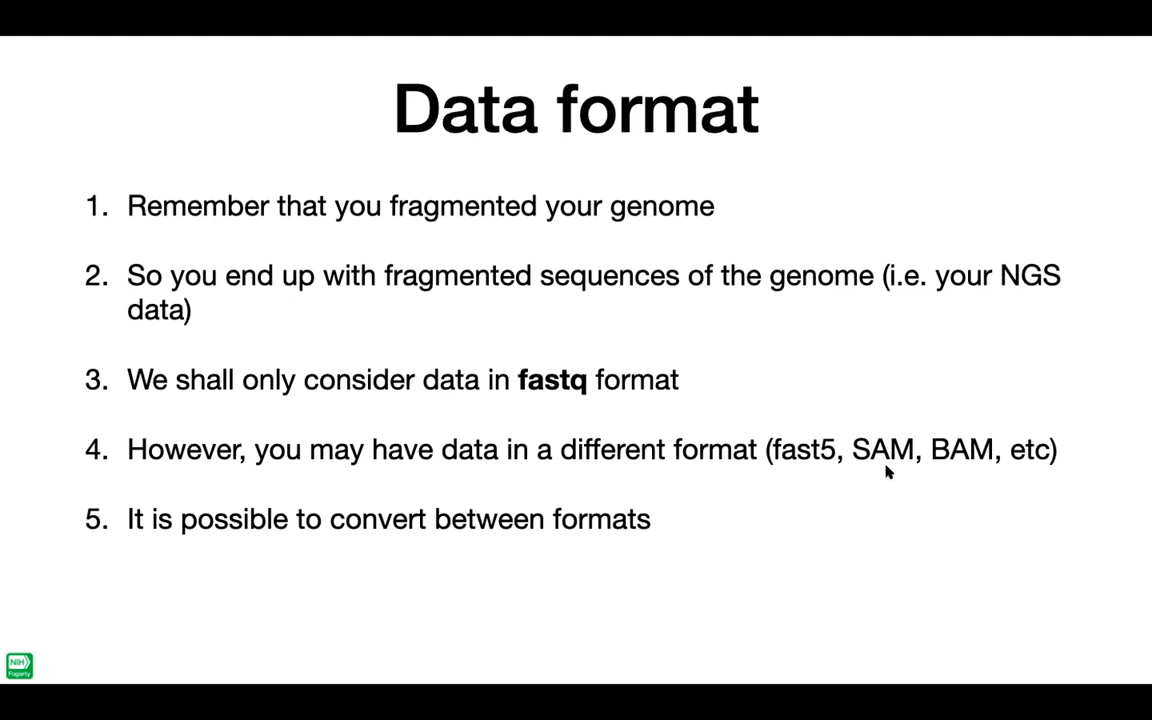 Data format
1. Remember that you fragmented your genome
2. So you end up with fragmented sequences of the genome (i.e. your NGS
data)
3. We shall only consider data in fastq format
4. However, you may have data in a different format (fast5, SAM, BAM, etc)
5. It is possible to convert between formats
NIH
Fogarty